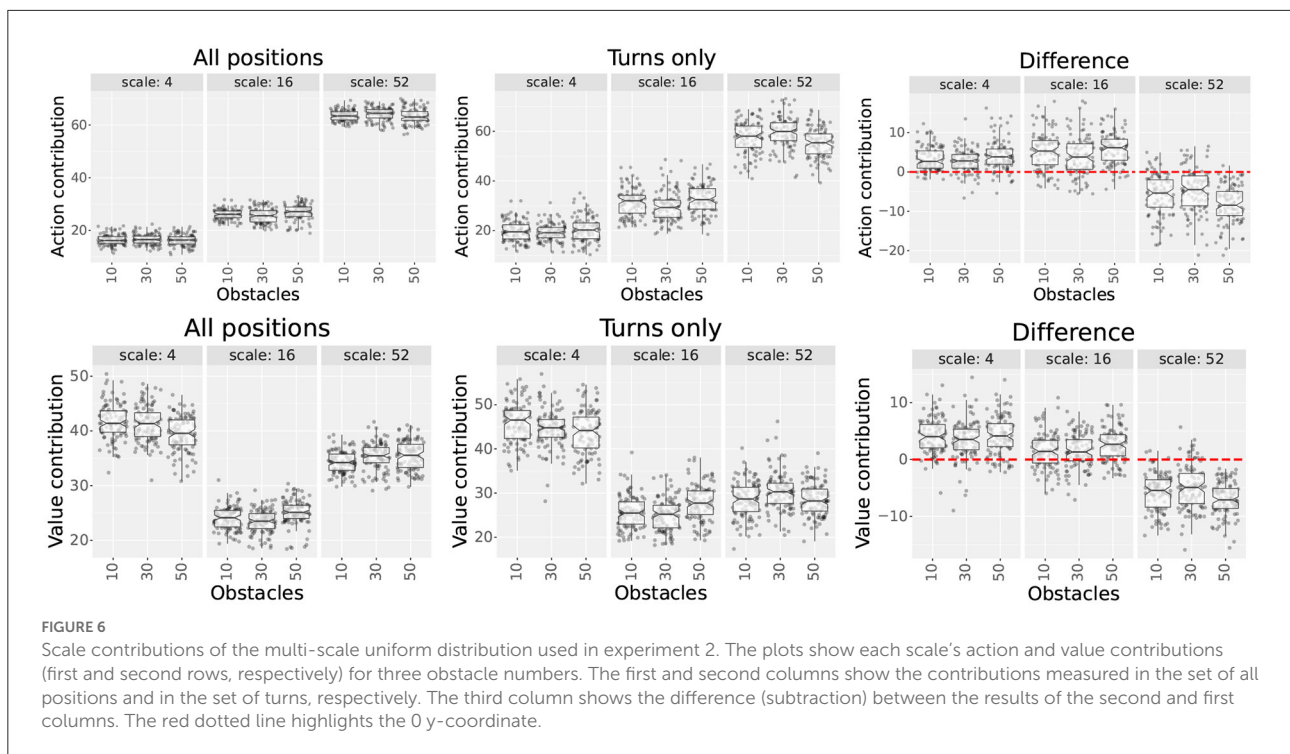 All positions
Turns only
Difference
scale: 4
scale: 16
scale: 52
scale: 4
scale: 16
scale: 52
scale: 4
scale: 16
scale: 52
Action contribution
60
40
20
Action contribution
60
40
20
Action contribution
10
0
−10
−20
10
30
50
10
30
50
10
30
50
10
30
50
10
30
50
10
30
50
10
30
50
10
30
50
10
30
50
Obstacles
Obstacles
Obstacles
All positions
Turns only
Difference
scale: 4
scale: 16
scale: 52
scale: 4
scale: 16
scale: 52
scale: 4
scale: 16
scale: 52
Value contribution
50
40
30
20
Value contribution
50
40
30
20
Value contribution
10
0
−10
10
30
50
10
30
50
10
30
50
10
30
50
10
30
50
10
30
50
10
30
50
10
30
50
10
30
50
Obstacles
Obstacles
Obstacles
FIGURE 6
Scale contributions of the multi-scale uniform distribution used in experiment 2. The plots show each scale's action and value contributions
(first and second rows, respectively) for three obstacle numbers. The first and second columns show the contributions measured in the set of all
positions and in the set of turns, respectively. The third column shows the difference (subtraction) between the results of the second and first
columns. The red dotted line highlights the 0 y-coordinate.